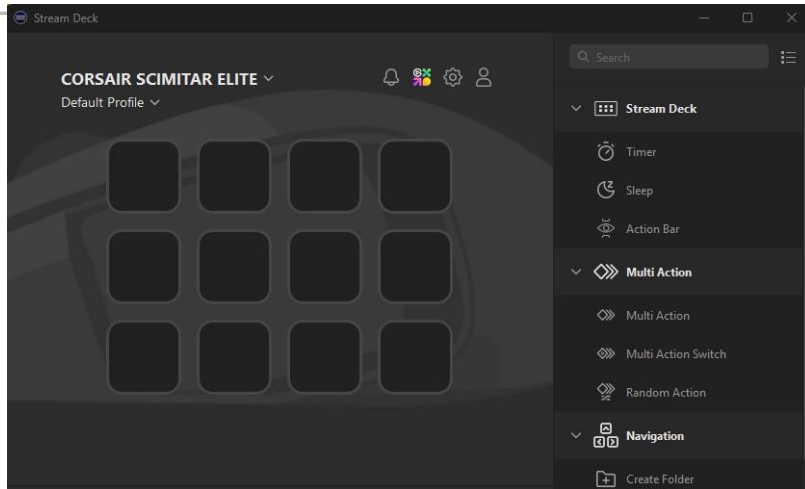 Stream Deck
CORSAIR SCIMITAR ELITE
Default Profile
Search
Stream Deck
Timer
Sleep
Action Bar
Multi Action
Multi Action
Multi Action Switch
Random Action
Navigation
Create Folder